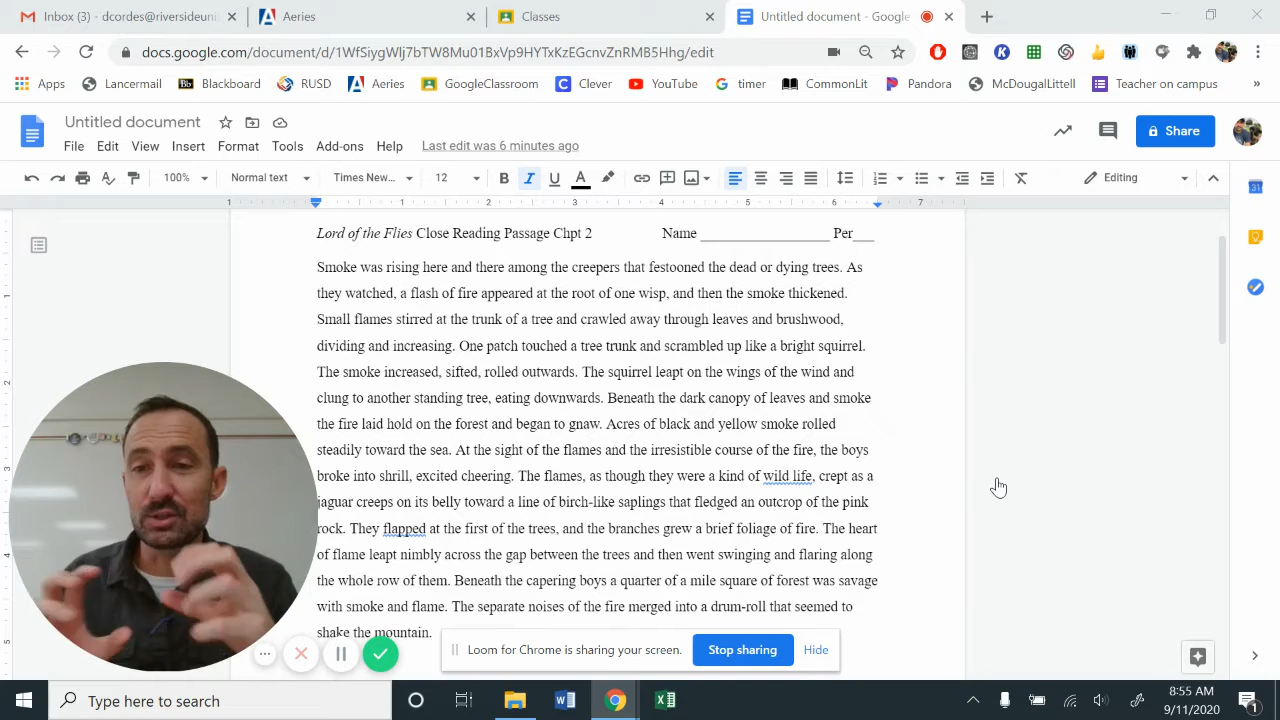 Inbox (3) - dcordes@riversideum
Aeries
Classes
Untitled document - Google
docs.google.com/document/d/1WfSiygWlj7bTW8Mu01BxVp9HYTxKzEGcnvZnRMB5Hhg/edit
Apps Lancermail Blackboard RUSD Aeries GoogleClassroom Clever YouTube timer CommonLit Pandora McDougalLittell Teacher on campus »
Untitled document
Share
File Edit View Insert Format Tools Add-ons Help Last edit was 6 minutes ago
100% Normal text Times New... 12 B I U A Editing
1 1 2 3 4 5 6 7
Lord of the Flies Close Reading Passage Chpt 2 Name __________________ Per___
Smoke was rising here and there among the creepers that festooned the dead or dying trees. As
they watched, a flash of fire appeared at the root of one wisp, and then the smoke thickened.
Small flames stirred at the trunk of a tree and crawled away through leaves and brushwood,
dividing and increasing. One patch touched a tree trunk and scrambled up like a bright squirrel.
The smoke increased, sifted, rolled outwards. The squirrel leapt on the wings of the wind and
clung to another standing tree, eating downwards. Beneath the dark canopy of leaves and smoke
the fire laid hold on the forest and began to gnaw. Acres of black and yellow smoke rolled
steadily toward the sea. At the sight of the flames and the irresistible course of the fire, the boys
broke into shrill, excited cheering. The flames, as though they were a kind of wild life, crept as a
jaguar creeps on its belly toward a line of birch-like saplings that fledged an outcrop of the pink
rock. They flapped at the first of the trees, and the branches grew a brief foliage of fire. The heart
of flame leapt nimbly across the gap between the trees and then went swinging and flaring along
the whole row of them. Beneath the capering boys a quarter of a mile square of forest was savage
with smoke and flame. The separate noises of the fire merged into a drum-roll that seemed to
shake the mountain.
Loom for Chrome is sharing your screen. Stop sharing Hide
Type here to search
8:55 AM
9/11/2020